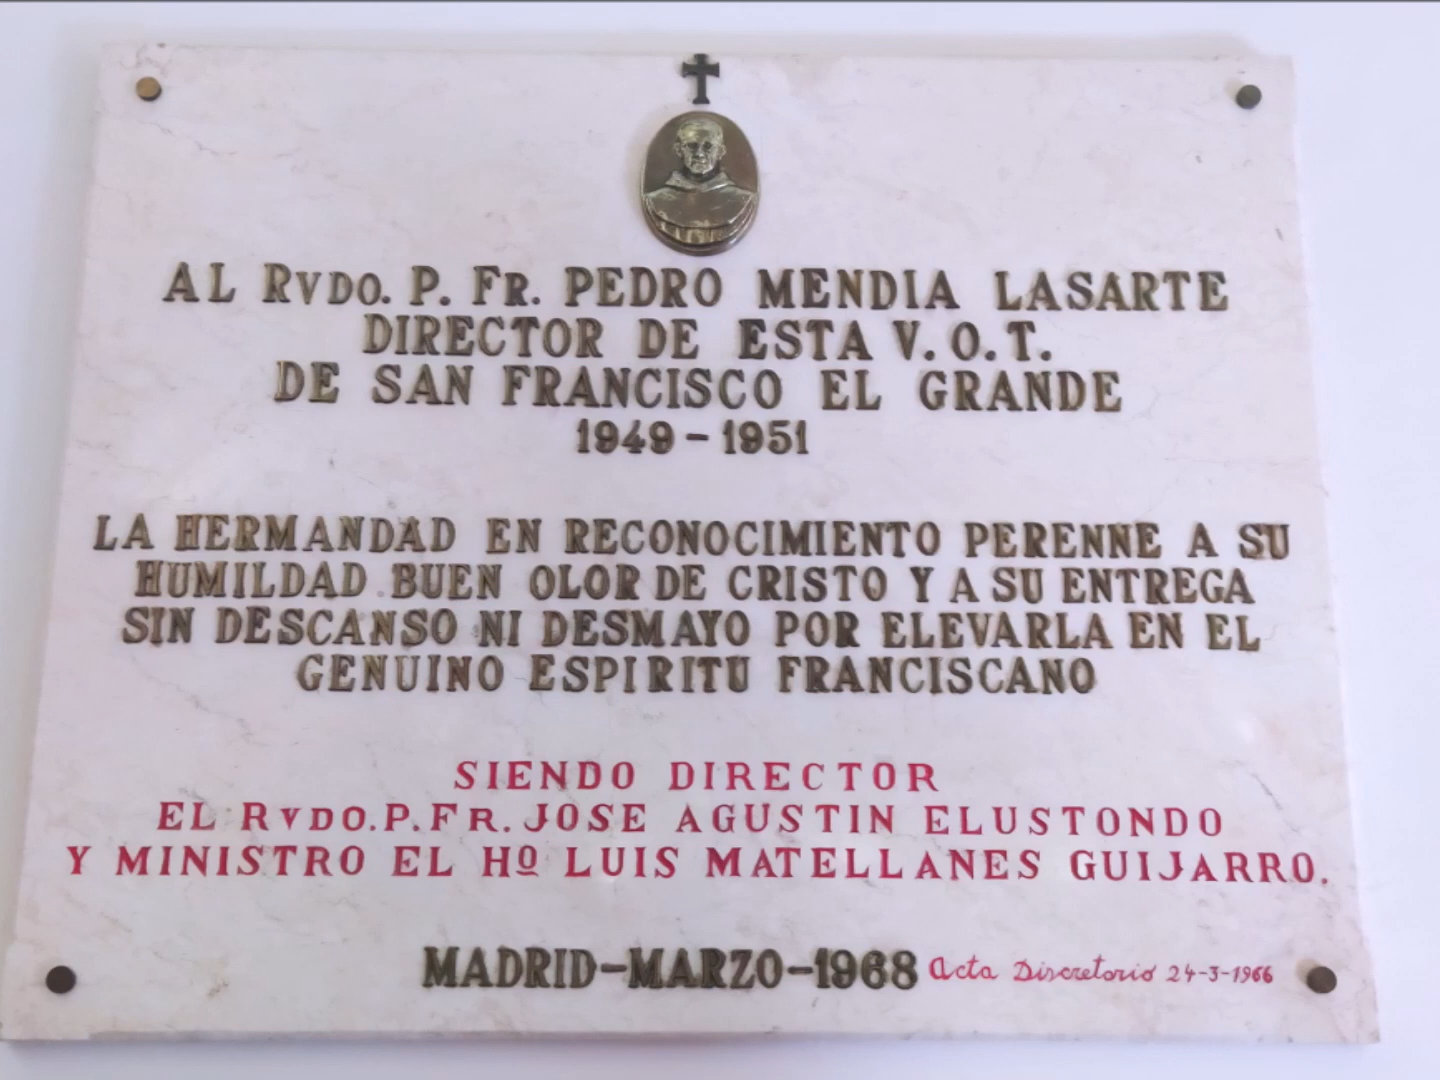 AL RVDO. P. FR. PEDRO MENDIA LASARTE
DIRECTOR DE ESTA V.O.T.
DE SAN FRANCISCO EL GRANDE
1949-1951
LA HERMANDAD EN RECONOCIMIENTO PERENNE A SU
HUMILDAD BUEN OLOR DE CRISTO Y A SU ENTREGA
SIN DESCANSO NI DESMAYO POR ELEVARLA EN EL
GENUINO ESPIRITU FRANCISCANO
SIENDO DIRECTOR
EL RVDO.P.FR.JOSE AGUSTIN ELUSTONDO
Y MINISTRO EL Hº LUIS MATELLANES GUIJARRO.
MADRID-MARZO-1968 Acta Discretorio 24-3-1966